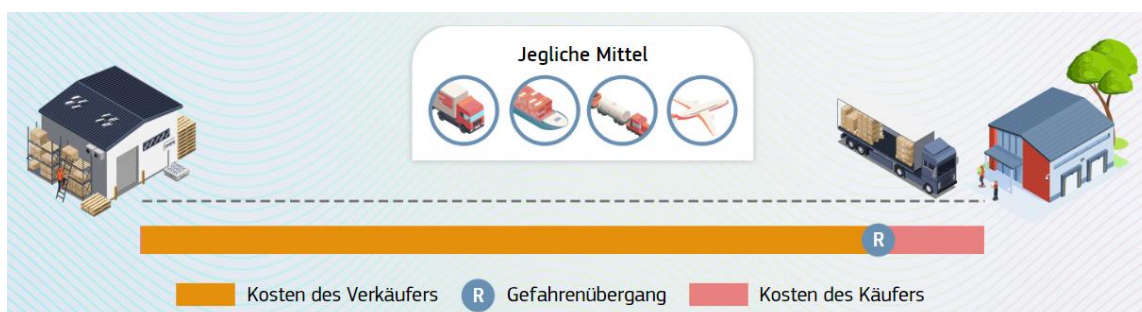 Jegliche Mittel
R
Kosten des Verkäufers R Gefahrenübergang Kosten des Käufers